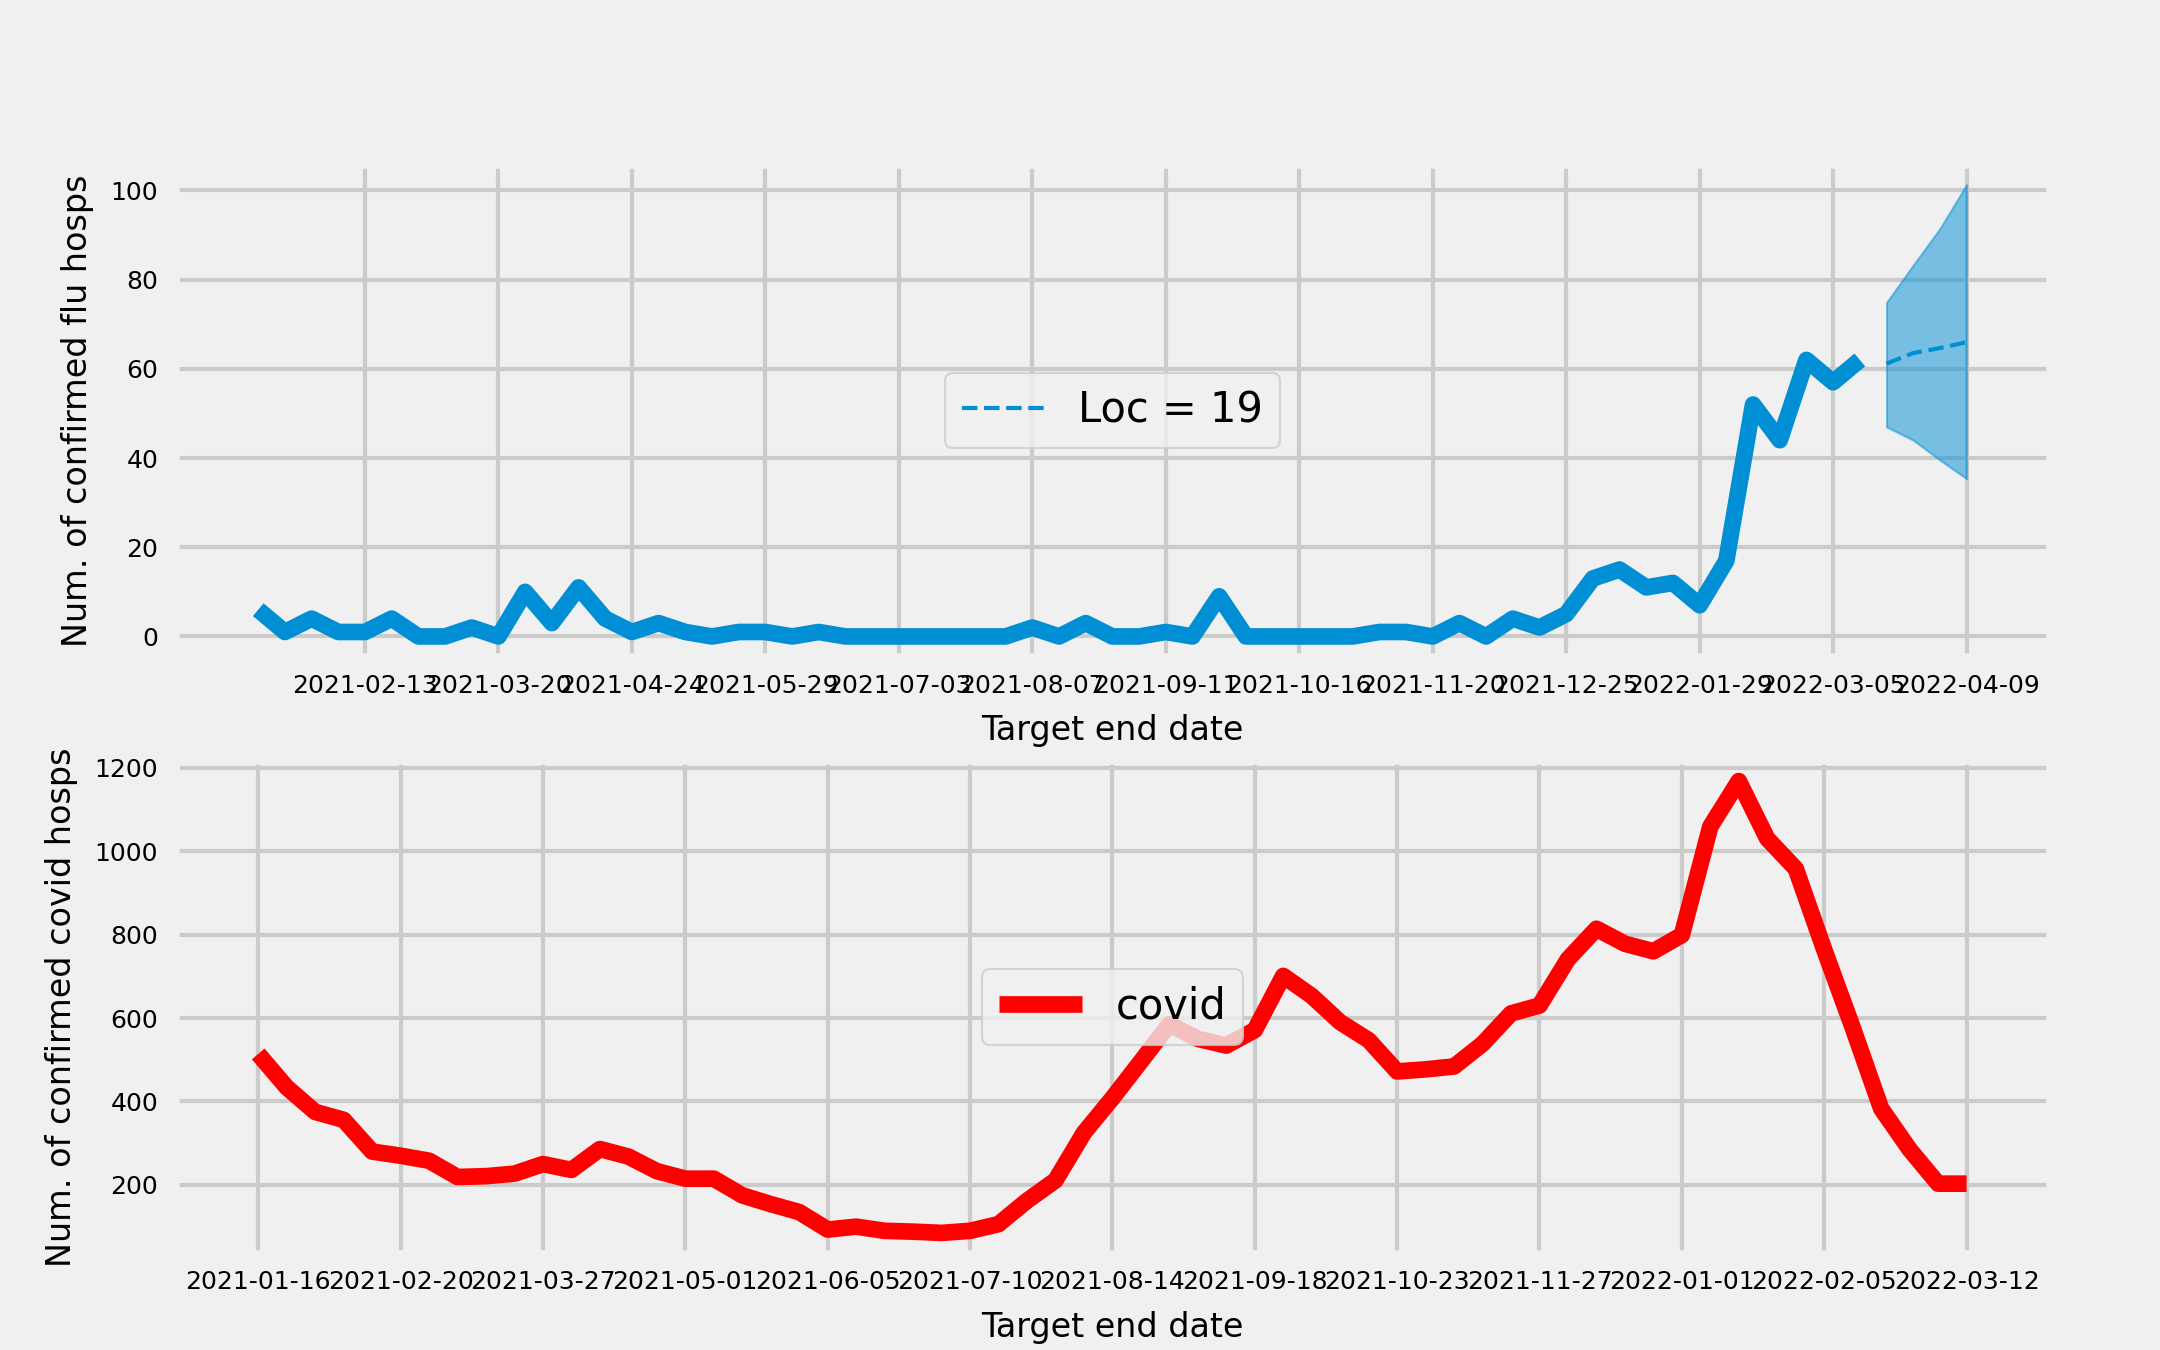 Num. of confirmed flu hosps
100
80
60
40
20
0
Loc = 19
2021-02-13 2021-03-20 2021-04-24 2021-05-29 2021-07-03 2021-08-07 2021-09-11 2021-10-16 2021-11-20 2021-12-25 2022-01-29 2022-03-05 2022-04-09
Target end date
Num. of confirmed covid hosps
1200
1000
800
600
400
200
covid
2021-01-16 2021-02-20 2021-03-27 2021-05-01 2021-06-05 2021-07-10 2021-08-14 2021-09-18 2021-10-23 2021-11-27 2022-01-01 2022-02-05 2022-03-12
Target end date